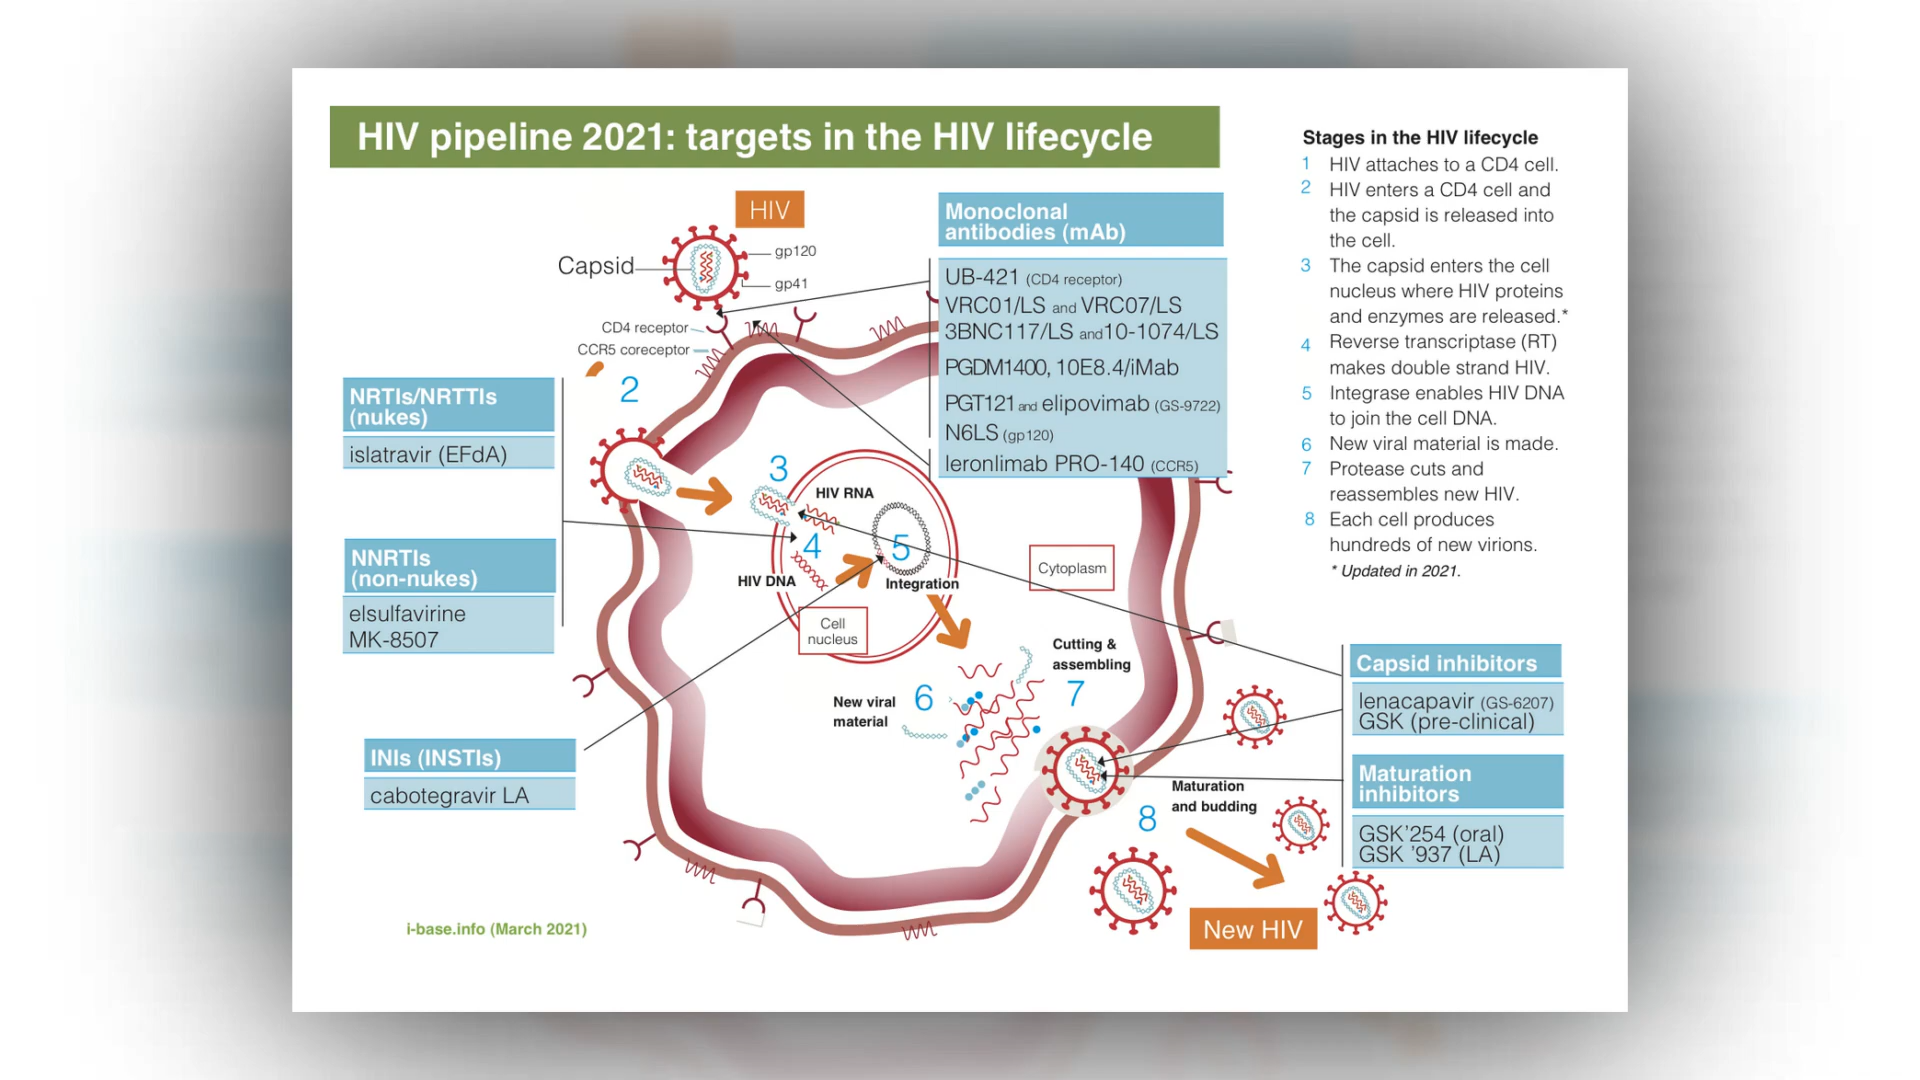 HIV pipeline 2021: targets in the HIV lifecycle
HIV
Capsid
gp120
gp41
CD4 receptor
CCR5 coreceptor
2
NRTIs/NRTTIs
(nukes)
islatravir (EFdA)
NNRTIs
(non-nukes)
elsulfavirine
MK-8507
INIs (INSTIs)
cabotegravir LA
Monoclonal
antibodies (mAb)
UB-421 (CD4 receptor)
VRC01/LS and VRC07/LS
3BNC117/LS and10-1074/LS
PGDM1400, 10E8.4/iMab
PGT121 and elipovimab (GS-9722)
N6LS (gp120)
leronlimab PRO-140 (CCR5)
3
HIV RNA
4
5
HIV DNA
Integration
Cell
nucleus
Cytoplasm
New viral
material
6
Cutting &
assembling
7
Maturation
and budding
8
New HIV
Stages in the HIV lifecycle
1 HIV attaches to a CD4 cell.
2 HIV enters a CD4 cell and
the capsid is released into
the cell.
3 The capsid enters the cell
nucleus where HIV proteins
and enzymes are released.*
4 Reverse transcriptase (RT)
makes double strand HIV.
5 Integrase enables HIV DNA
to join the cell DNA.
6 New viral material is made.
7 Protease cuts and
reassembles new HIV.
8 Each cell produces
hundreds of new virions.
* Updated in 2021.
Capsid inhibitors
lenacapavir (GS-6207)
GSK (pre-clinical)
Maturation
inhibitors
GSK'254 (oral)
GSK '937 (LA)
i-base.info (March 2021)